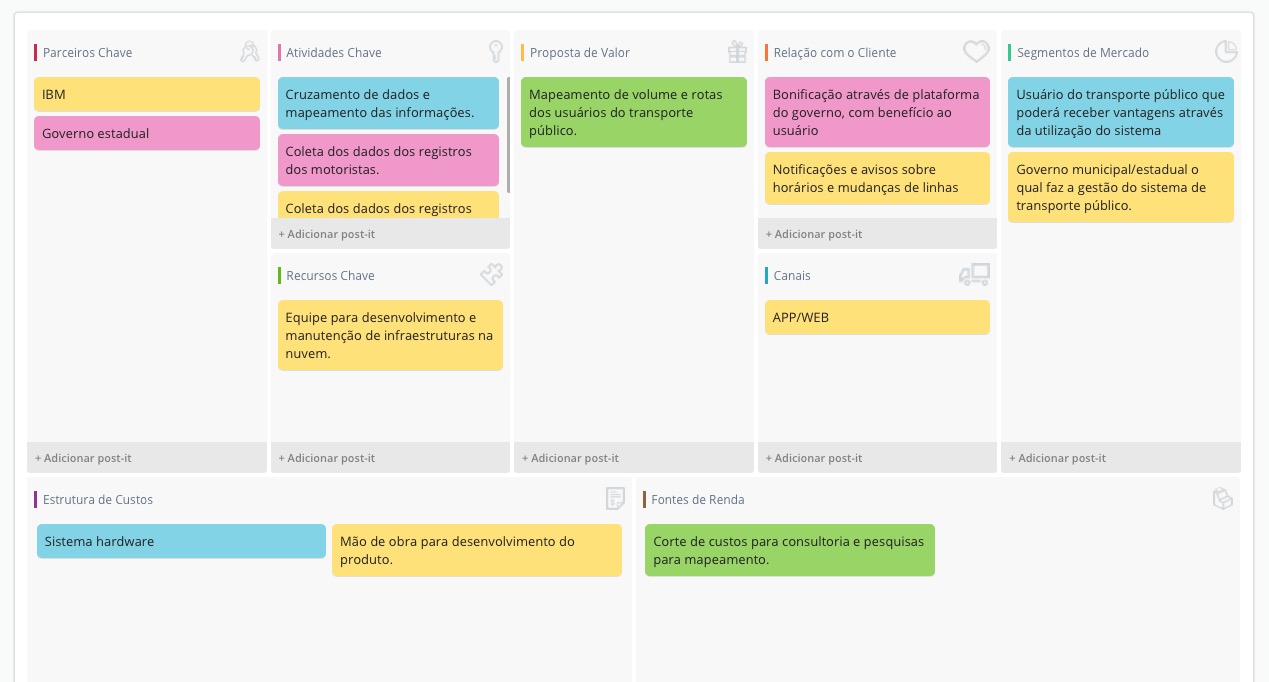 Parceiros Chave
IBM
Governo estadual
+ Adicionar post-it
Atividades Chave
Cruzamento de dados e
mapeamento das informações.
Coleta dos dados dos registros
dos motoristas.
Coleta dos dados dos registros
+ Adicionar post-it
Recursos Chave
Equipe para desenvolvimento e
manutenção de infraestruturas na
nuvem.
+ Adicionar post-it
Proposta de Valor
Mapeamento de volume e rotas
dos usuários do transporte
público.
+ Adicionar post-it
Relação com o Cliente
Bonificação através de plataforma
do governo, com benefício ao
usuário
Notificações e avisos sobre
horários e mudanças de linhas
+ Adicionar post-it
Canais
APP/WEB
+ Adicionar post-it
Segmentos de Mercado
Usuário do transporte público que
poderá receber vantagens através
da utilização do sistema
Governo municipal/estadual o
qual faz a gestão do sistema de
transporte público.
+ Adicionar post-it
Estrutura de Custos
Sistema hardware
Mão de obra para desenvolvimento do
produto.
Fontes de Renda
Corte de custos para consultoria e pesquisas
para mapeamento.